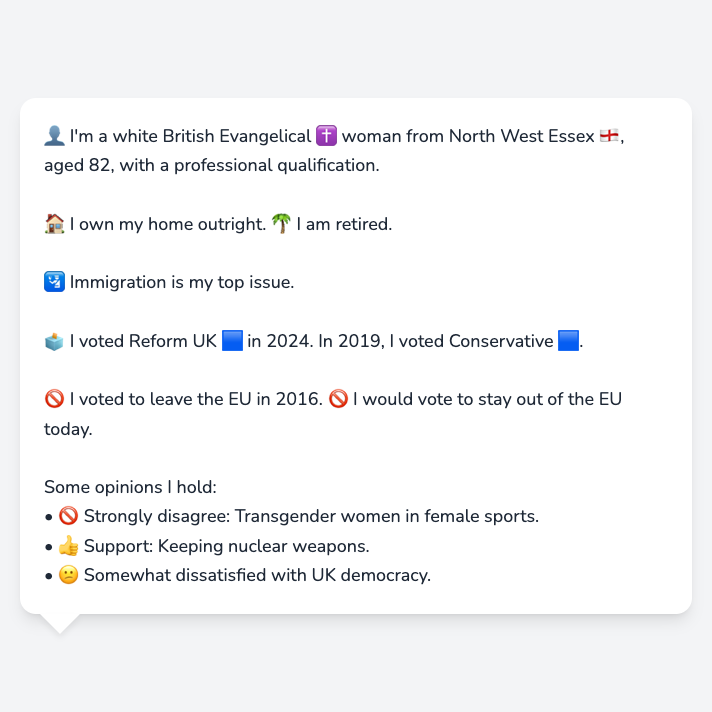 👤 I'm a white British Evangelical ✝️ woman from North West Essex 🏴󠁧󠁢󠁥󠁮󠁧󠁿,
aged 82, with a professional qualification.
🏠 I own my home outright. 🌴 I am retired.
🛂 Immigration is my top issue.
🗳️ I voted Reform UK 🟦 in 2024. In 2019, I voted Conservative 🟦.
🚫 I voted to leave the EU in 2016. 🚫 I would vote to stay out of the EU
today.
Some opinions I hold:
• 🚫 Strongly disagree: Transgender women in female sports.
• 👍 Support: Keeping nuclear weapons.
• 😕 Somewhat dissatisfied with UK democracy.